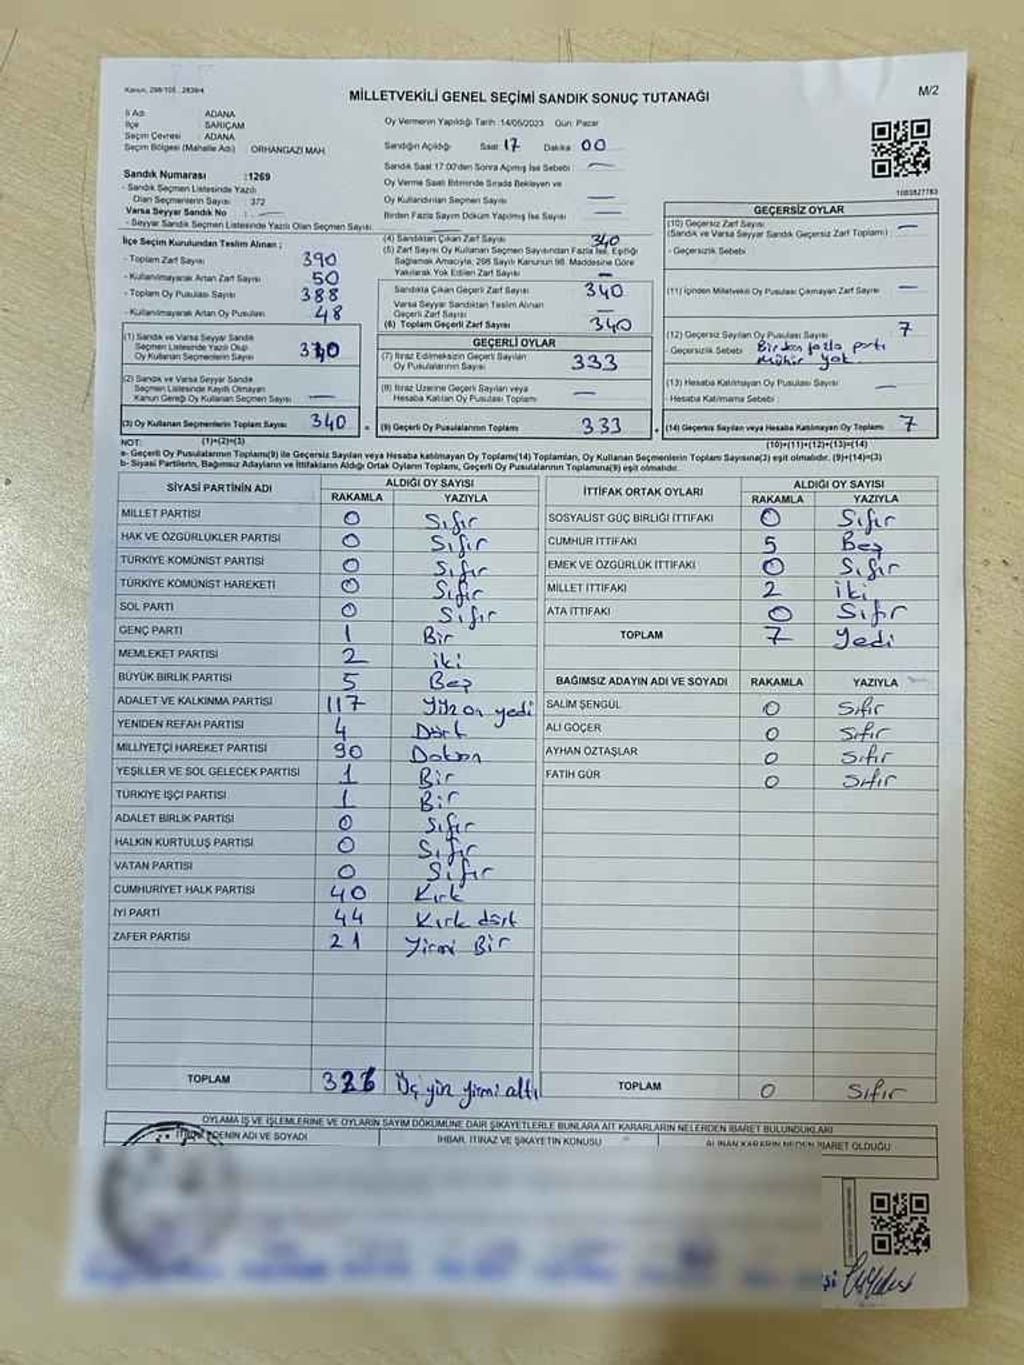 Kanun, 298/105 . 2839/4
MİLLETVEKİLİ GENEL SEÇİMİ SANDIK SONUÇ TUTANAĞI
M/2
İl Adı ADANA
İlçe SARIÇAM
Seçim Çevresi ADANA
Seçim Bölgesi (Mahalle Adı) ORHANGAZİ MAH.
Oy Vermenin Yapıldığı Tarih :14/05/2023 Gün: Pazar
Sandığın Açıldığı Saat 17 Dakika 00
Sandık Saat 17:00'den Sonra Açılmış İse Sebebi : —
Oy Verme Saati Bitiminde Sırada Bekleyen ve
Oy Kullandırılan Seçmen Sayısı —
Birden Fazla Sayım Döküm Yapılmış İse Sayısı : —
1003827783
Sandık Numarası :1269
- Sandık Seçmen Listesinde Yazılı
Olan Seçmenlerin Sayısı : 372
Varsa Seyyar Sandık No : —
- Seyyar Sandık Seçmen Listesinde Yazılı Olan Seçmen Sayısı: —
İlçe Seçim Kurulundan Teslim Alınan ;
- Toplam Zarf Sayısı 390
- Kullanılmayarak Artan Zarf Sayısı 50
- Toplam Oy Pusulası Sayısı 388
- Kullanılmayarak Artan Oy Pusulası 48
(1) Sandık ve Varsa Seyyar Sandık
Seçmen Listesinde Yazılı Olup
Oy Kullanan Seçmenlerin Sayısı 340
(2) Sandık ve Varsa Seyyar Sandık
Seçmen Listesinde Kayıtlı Olmayan
Kanun Gereği Oy Kullanan Seçmen Sayısı —
(3) Oy Kullanan Seçmenlerin Toplam Sayısı 340 =
(4) Sandıktan Çıkan Zarf Sayısı 340
(5) Zarf Sayısı Oy Kullanan Seçmen Sayısından Fazla İse, Eşitliği
Sağlamak Amacıyla; 298 Sayılı Kanunun 98. Maddesine Göre
Yakılarak Yok Edilen Zarf Sayısı —
Sandıkta Çıkan Geçerli Zarf Sayısı 340
Varsa Seyyar Sandıktan Teslim Alınan
Geçerli Zarf Sayısı —
(6) Toplam Geçerli Zarf Sayısı 340
GEÇERLİ OYLAR
(7) İtiraz Edilmeksizin Geçerli Sayılan
Oy Pusulalarının Sayısı 333
(8) İtiraz Üzerine Geçerli Sayılan veya
Hesaba Katılan Oy Pusulası Toplamı —
(9) Geçerli Oy Pusulalarının Toplamı 333 +
GEÇERSİZ OYLAR
(10) Geçersiz Zarf Sayısı
(Sandık ve Varsa Seyyar Sandık Geçersiz Zarf Toplamı) : —
- Geçersizlik Sebebi
(11) İçinden Milletvekili Oy Pusulası Çıkmayan Zarf Sayısı —
(12) Geçersiz Sayılan Oy Pusulası Sayısı 7
- Geçersizlik Sebebi Birden fazla parti
Mühür yok
(13) Hesaba Katılmayan Oy Pusulası Sayısı —
- Hesaba Katılmama Sebebi :
(14) Geçersiz Sayılan veya Hesaba Katılmayan Oy Toplamı 7
NOT: (1)+(2)=(3) (10)+(11)+(12)+(13)=(14)
a- Geçerli Oy Pusulalarının Toplamı(9) ile Geçersiz Sayılan veya Hesaba katılmayan Oy Toplamı(14) Toplamları, Oy Kullanan Seçmenlerin Toplam Sayısına(3) eşit olmalıdır. (9)+(14)=(3)
b- Siyasi Partilerin, Bağımsız Adayların ve İttifakların Aldığı Ortak Oyların Toplamı, Geçerli Oy Pusulalarının Toplamına(9) eşit olmalıdır.
SİYASİ PARTİNİN ADI ALDIĞI OY SAYISI
RAKAMLA YAZIYLA
MİLLET PARTİSİ 0 Sıfır
HAK VE ÖZGÜRLÜKLER PARTİSİ 0 Sıfır
TÜRKİYE KOMÜNİST PARTİSİ 0 Sıfır
TÜRKİYE KOMÜNİST HAREKETİ 0 Sıfır
SOL PARTİ 0 Sıfır
GENÇ PARTİ 1 Bir
MEMLEKET PARTİSİ 2 iki
BÜYÜK BİRLİK PARTİSİ 5 Beş
ADALET VE KALKINMA PARTİSİ 117 Yüz on yedi
YENİDEN REFAH PARTİSİ 4 Dört
MİLLİYETÇİ HAREKET PARTİSİ 90 Doksan
YEŞİLLER VE SOL GELECEK PARTİSİ 1 Bir
TÜRKİYE İŞÇİ PARTİSİ 1 Bir
ADALET BİRLİK PARTİSİ 0 Sıfır
HALKIN KURTULUŞ PARTİSİ 0 Sıfır
VATAN PARTİSİ 0 Sıfır
CUMHURİYET HALK PARTİSİ 40 Kırk
İYİ PARTİ 44 Kırk dört
ZAFER PARTİSİ 21 Yirmi Bir
TOPLAM 326 Üç yüz yirmi altı
İTTİFAK ORTAK OYLARI ALDIĞI OY SAYISI
RAKAMLA YAZIYLA
SOSYALİST GÜÇ BİRLİĞİ İTTİFAKI 0 Sıfır
CUMHUR İTTİFAKI 5 Beş
EMEK VE ÖZGÜRLÜK İTTİFAKI 0 Sıfır
MİLLET İTTİFAKI 2 iki
ATA İTTİFAKI 0 Sıfır
TOPLAM 7 Yedi
BAĞIMSIZ ADAYIN ADI VE SOYADI RAKAMLA YAZIYLA
SALİM ŞENGÜL 0 Sıfır
ALİ GÖÇER 0 Sıfır
AYHAN ÖZTAŞLAR 0 Sıfır
FATİH GÜR 0 Sıfır
TOPLAM 0 Sıfır
OYLAMA İŞ VE İŞLEMLERİNE VE OYLARIN SAYIM DÖKÜMÜNE DAİR ŞİKAYETLERLE BUNLARA AİT KARARLARIN NELERDEN İBARET BULUNDUKLARI
EDENİN ADI VE SOYADI İHBAR, İTİRAZ VE ŞİKAYETİN KONUSU ALINAN KARARIN NEDEN İBARET OLDUĞU